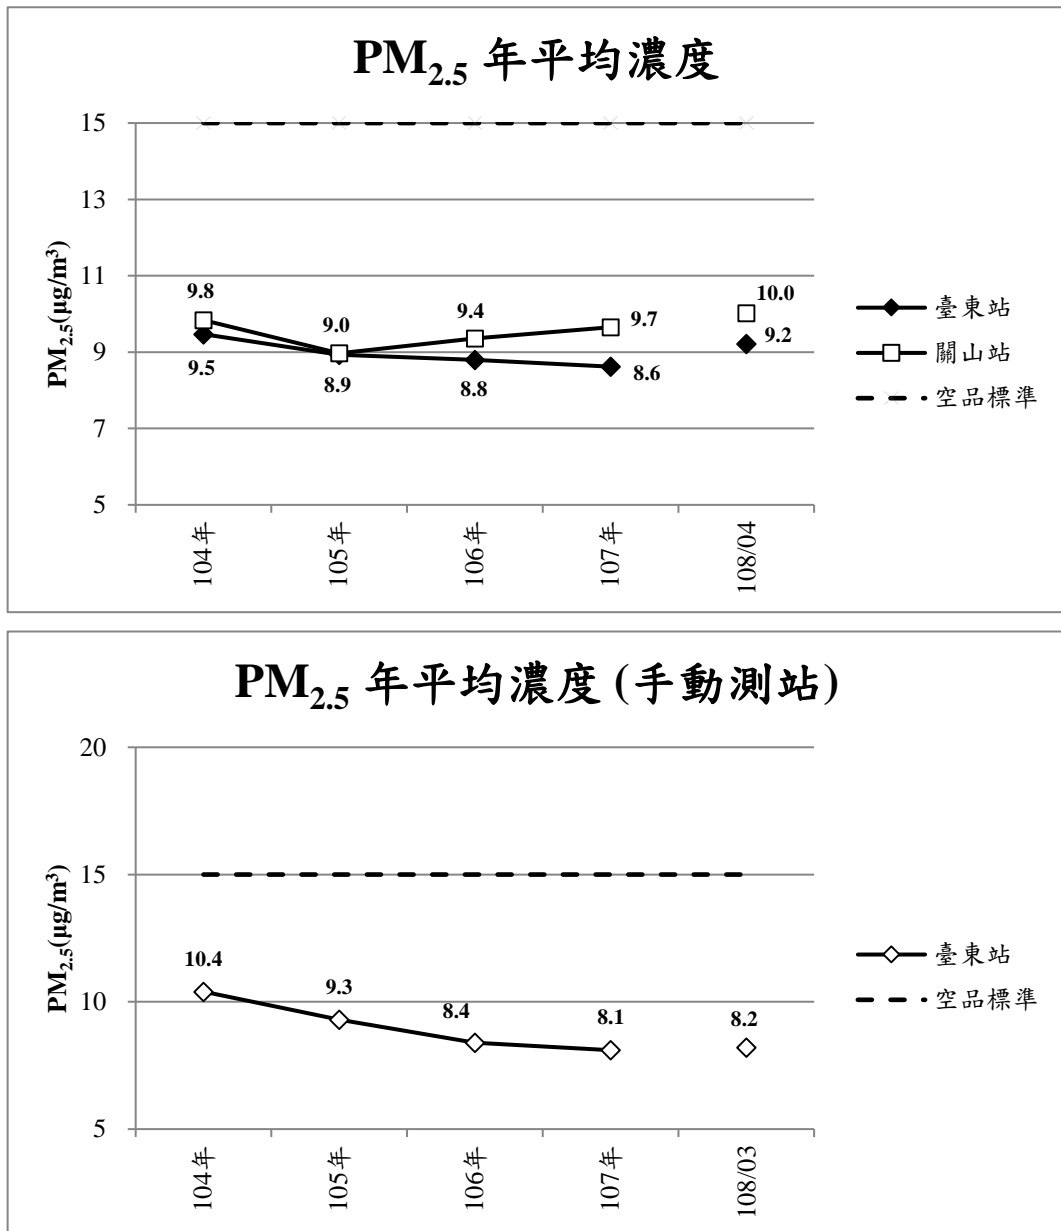 PM2.5 年平均濃度
PM2.5(μg/m³)
15
13
11
9
7
5
9.8
9.0
9.4
9.7
10.0
9.5
8.9
8.8
8.6
9.2
104年
105年
106年
107年
108/04
臺東站
關山站
空品標準
PM2.5 年平均濃度 (手動測站)
PM2.5(μg/m³)
20
15
10
5
10.4
9.3
8.4
8.1
8.2
104年
105年
106年
107年
108/03
臺東站
空品標準